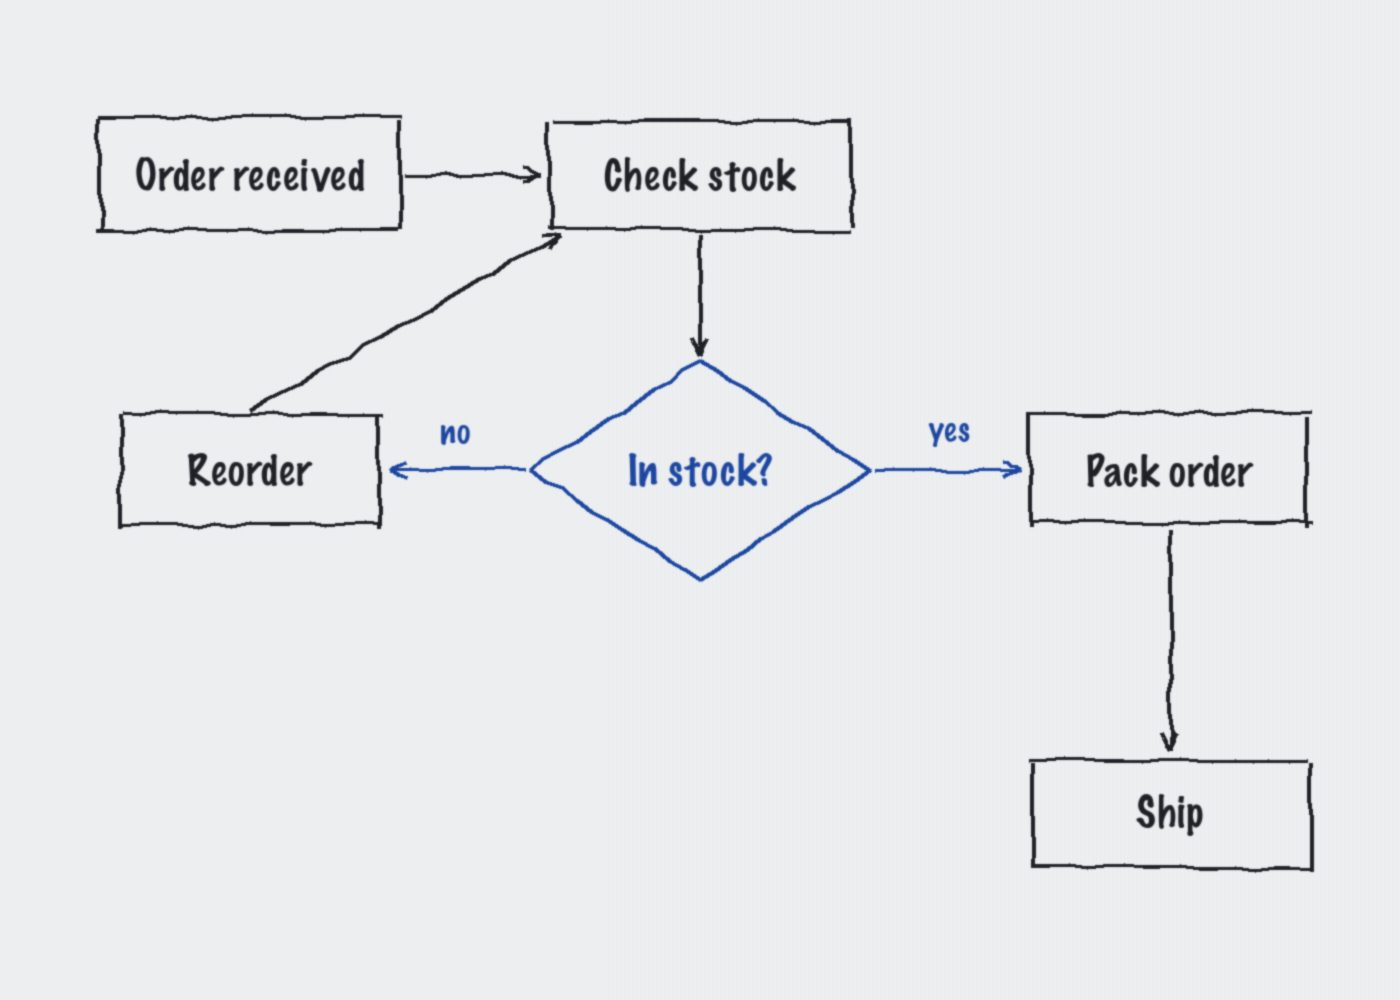 Order received
Check stock
no
yes
Reorder
In stock?
Pack order
Ship